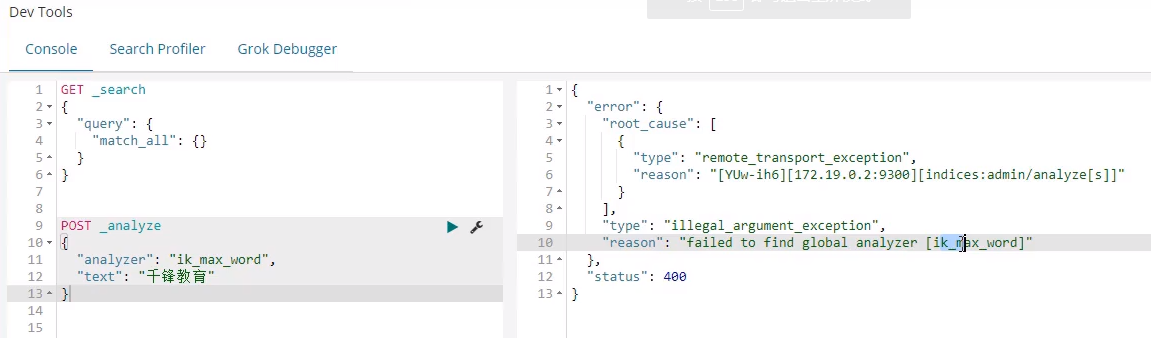 Dev Tools
Console Search Profiler Grok Debugger
1 GET _search
2 {
3 "query": {
4 "match_all": {}
5 }
6 }
7
8
9 POST _analyze
10 {
11 "analyzer": "ik_max_word",
12 "text": "千锋教育"
13 }
14
15
1 {
2 "error": {
3 "root_cause": [
4 {
5 "type": "remote_transport_exception",
6 "reason": "[YUw-ih6][172.19.0.2:9300][indices:admin/analyze[s]]"
7 }
8 ],
9 "type": "illegal_argument_exception",
10 "reason": "failed to find global analyzer [ik_max_word]"
11 },
12 "status": 400
13 }